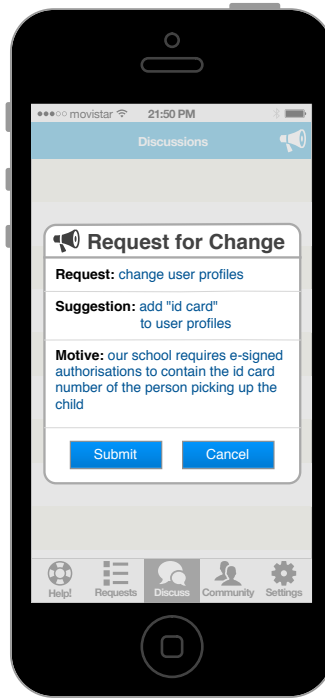 movistar 21:50 PM
Discussions
Request for Change
Request: change user profiles
Suggestion: add "id card"
to user profiles
Motive: our school requires e-signed
authorisations to contain the id card
number of the person picking up the
child
Submit Cancel
Help! Requests Discuss Community Settings